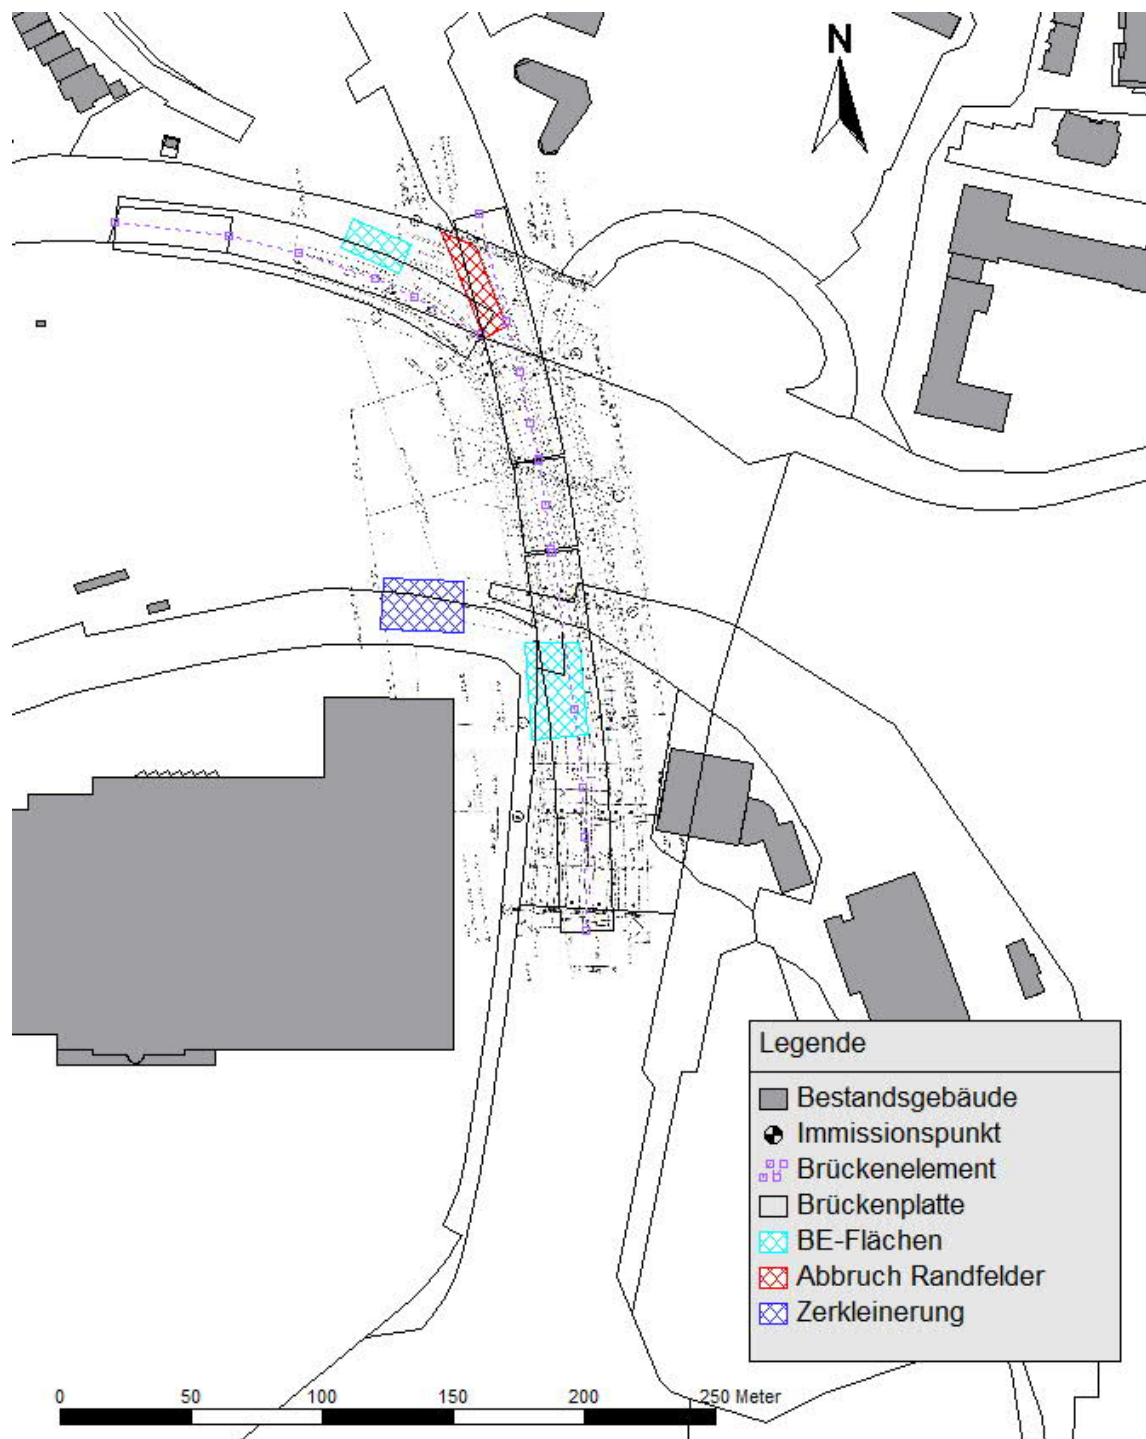 N
Legende
Bestandsgebäude
Immissionspunkt
Brückenelement
Brückenplatte
BE-Flächen
Abbruch Randfelder
Zerkleinerung
0 50 100 150 200 250 Meter